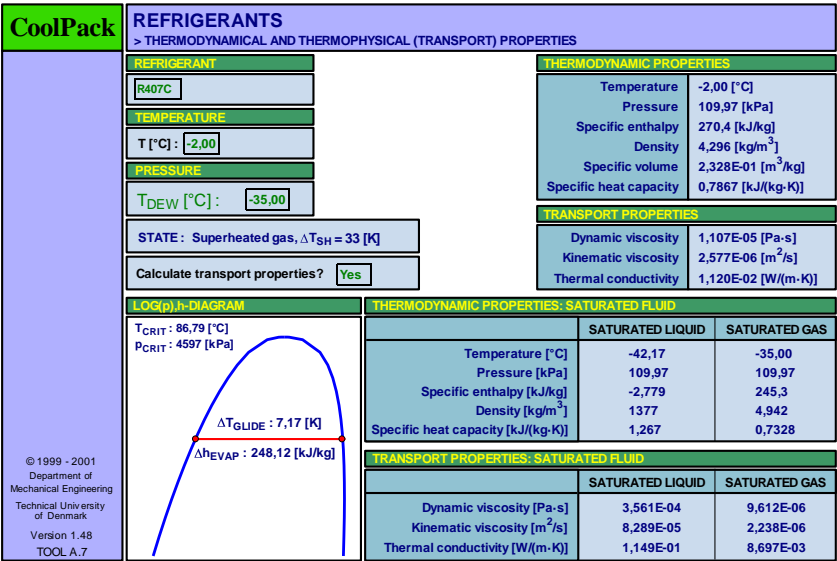 CoolPack
REFRIGERANTS
> THERMODYNAMICAL AND THERMOPHYSICAL (TRANSPORT) PROPERTIES
REFRIGERANT
R407C
TEMPERATURE
T [°C] : -2,00
PRESSURE
TDEW [°C] : -35,00
STATE : Superheated gas, ΔTSH = 33 [K]
Calculate transport properties? Yes
THERMODYNAMIC PROPERTIES
Temperature -2,00 [°C]
Pressure 109,97 [kPa]
Specific enthalpy 270,4 [kJ/kg]
Density 4,296 [kg/m3]
Specific volume 2,328E-01 [m3/kg]
Specific heat capacity 0,7867 [kJ/(kg·K)]
TRANSPORT PROPERTIES
Dynamic viscosity 1,107E-05 [Pa·s]
Kinematic viscosity 2,577E-06 [m2/s]
Thermal conductivity 1,120E-02 [W/(m·K)]
LOG(p),h-DIAGRAM
TCRIT : 86,79 [°C]
pCRIT : 4597 [kPa]
ΔTGLIDE : 7,17 [K]
ΔhEVAP : 248,12 [kJ/kg]
THERMODYNAMIC PROPERTIES: SATURATED FLUID
SATURATED LIQUID SATURATED GAS
Temperature [°C] -42,17 -35,00
Pressure [kPa] 109,97 109,97
Specific enthalpy [kJ/kg] -2,779 245,3
Density [kg/m3] 1377 4,942
Specific heat capacity [kJ/(kg·K)] 1,267 0,7328
TRANSPORT PROPERTIES: SATURATED FLUID
SATURATED LIQUID SATURATED GAS
Dynamic viscosity [Pa·s] 3,561E-04 9,612E-06
Kinematic viscosity [m2/s] 8,289E-05 2,238E-06
Thermal conductivity [W/(m·K)] 1,149E-01 8,697E-03
© 1999 - 2001
Department of
Mechanical Engineering
Technical University
of Denmark
Version 1.48
TOOL A.7